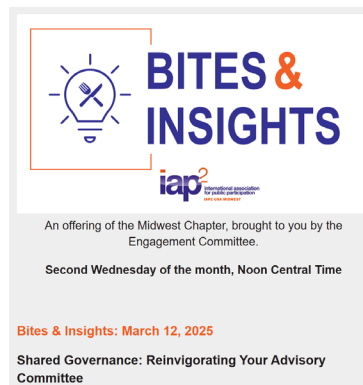 BITES &
INSIGHTS
iap2
international association
for public participation
IAP2 USA MIDWEST
An offering of the Midwest Chapter, brought to you by the
Engagement Committee.
Second Wednesday of the month, Noon Central Time
Bites & Insights: March 12, 2025
Shared Governance: Reinvigorating Your Advisory
Committee